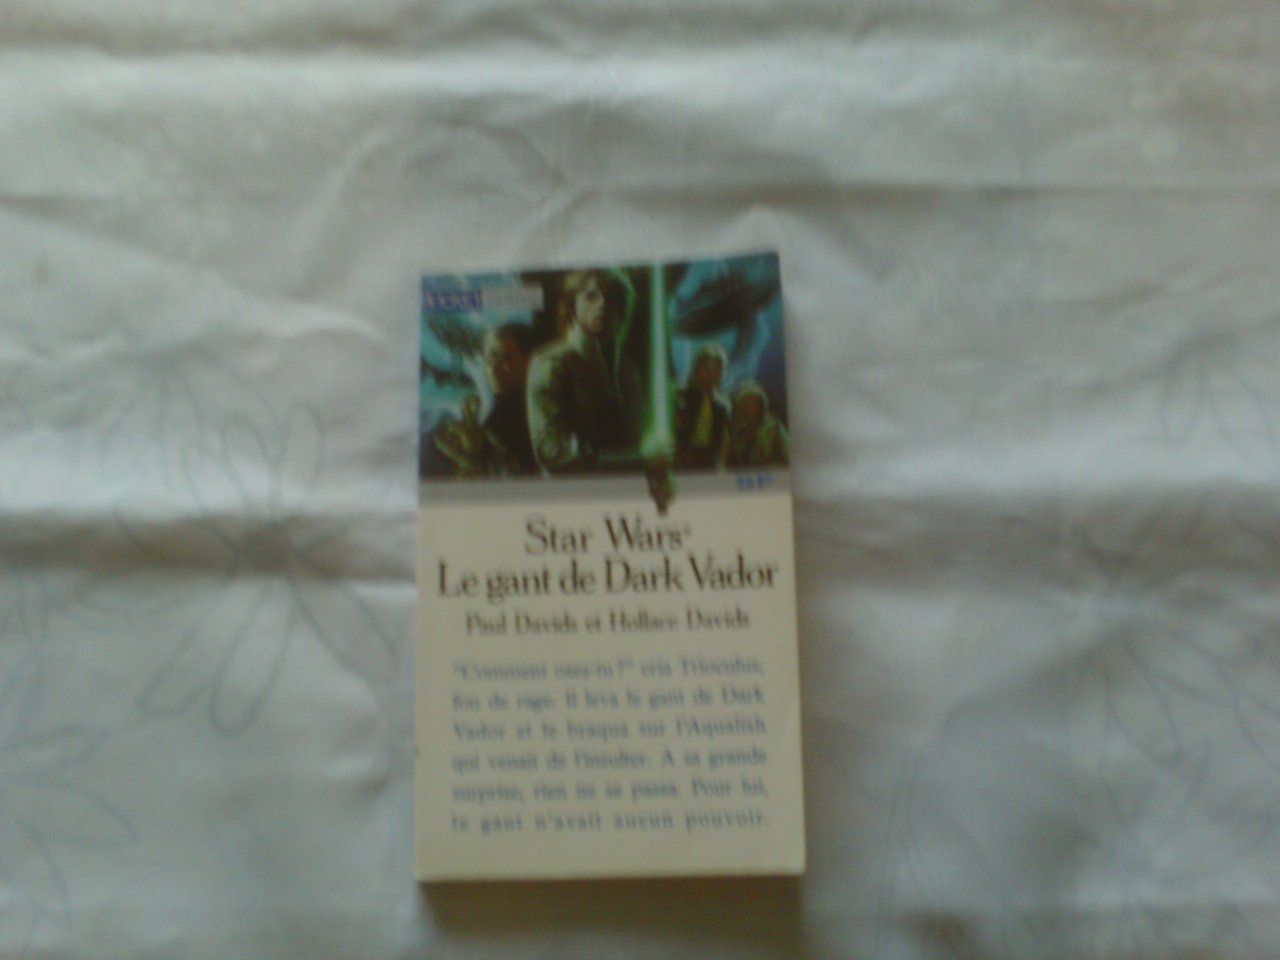 SF
Star Wars®
Le gant de Dark Vador
Paul Davids et Hollace Davids
"Comment oses-tu ?" cria Trioculus,
fou de rage. Il leva le gant de Dark
Vador et le braqua sur l'Aqualish
qui venait de l'insulter. A sa grande
surprise, rien ne se passa. Pour lui,
le gant n'avait aucun pouvoir.